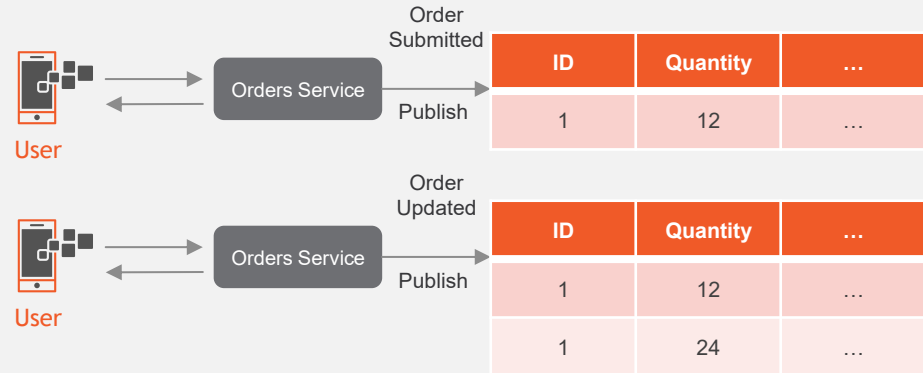 Order
Submitted
Orders Service
Publish
User
ID Quantity ...
1 12 ...
Order
Updated
Orders Service
Publish
User
ID Quantity ...
1 12 ...
1 24 ...